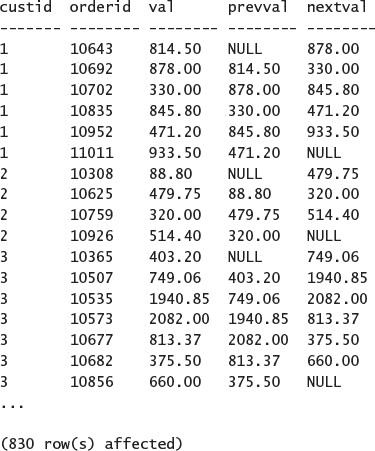 custid  orderid  val      prevval  nextval
------- -------- -------- -------- --------
1       10643    814.50   NULL     878.00
1       10692    878.00   814.50   330.00
1       10702    330.00   878.00   845.80
1       10835    845.80   330.00   471.20
1       10952    471.20   845.80   933.50
1       11011    933.50   471.20   NULL
2       10308    88.80    NULL     479.75
2       10625    479.75   88.80    320.00
2       10759    320.00   479.75   514.40
2       10926    514.40   320.00   NULL
3       10365    403.20   NULL     749.06
3       10507    749.06   403.20   1940.85
3       10535    1940.85  749.06   2082.00
3       10573    2082.00  1940.85  813.37
3       10677    813.37   2082.00  375.50
3       10682    375.50   813.37   660.00
3       10856    660.00   375.50   NULL
...
(830 row(s) affected)